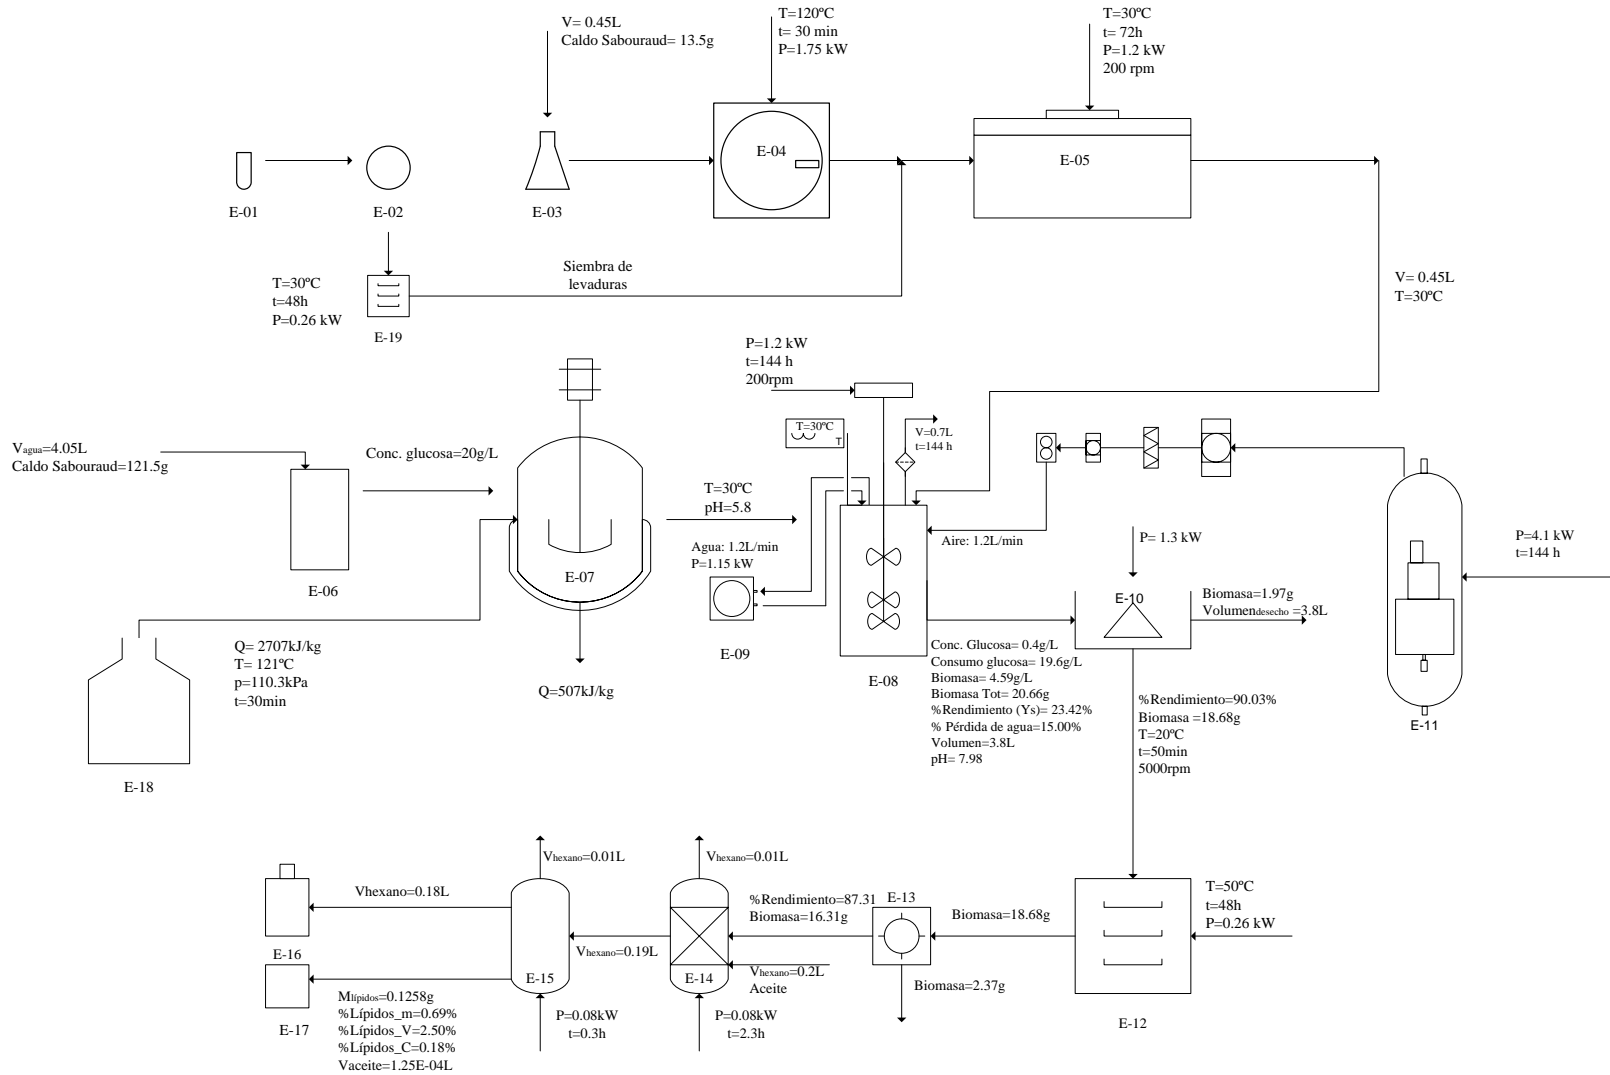 V= 0.45L
Caldo Sabouraud= 13.5g
T=120ºC
t= 30 min
P=1.75 kW
T=30ºC
t= 72h
P=1.2 kW
200 rpm
E-01
E-02
E-03
E-04
E-05
T=30ºC
t=48h
P=0.26 kW
E-19
Siembra de
levaduras
V= 0.45L
T=30ºC
Vagua=4.05L
Caldo Sabouraud=121.5g
E-06
Conc. glucosa=20g/L
E-07
Q=507kJ/kg
E-18
Q= 2707kJ/kg
T= 121ºC
p=110.3kPa
t=30min
T=30ºC
pH=5.8
P=1.2 kW
t=144 h
200rpm
T=30ºC
T
V=0.7L
t=144 h
Agua: 1.2L/min
P=1.15 kW
E-09
E-08
Aire: 1.2L/min
P=4.1 kW
t=144 h
E-11
P= 1.3 kW
E-10
Biomasa=1.97g
Volumendesecho =3.8L
Conc. Glucosa= 0.4g/L
Consumo glucosa= 19.6g/L
Biomasa= 4.59g/L
Biomasa Tot= 20.66g
%Rendimiento (Ys)= 23.42%
% Pérdida de agua=15.00%
Volumen=3.8L
pH= 7.98
%Rendimiento=90.03%
Biomasa =18.68g
T=20ºC
t=50min
5000rpm
T=50ºC
t=48h
P=0.26 kW
E-12
Biomasa=18.68g
E-13
Biomasa=2.37g
%Rendimiento=87.31
Biomasa=16.31g
Vhexano=0.2L
Aceite
E-14
Vhexano=0.01L
P=0.08kW
t=2.3h
Vhexano=0.19L
E-15
Vhexano=0.01L
P=0.08kW
t=0.3h
Vhexano=0.18L
E-16
E-17
Mlípidos=0.1258g
%Lípidos_m=0.69%
%Lípidos_V=2.50%
%Lípidos_C=0.18%
Vaceite=1.25E-04L